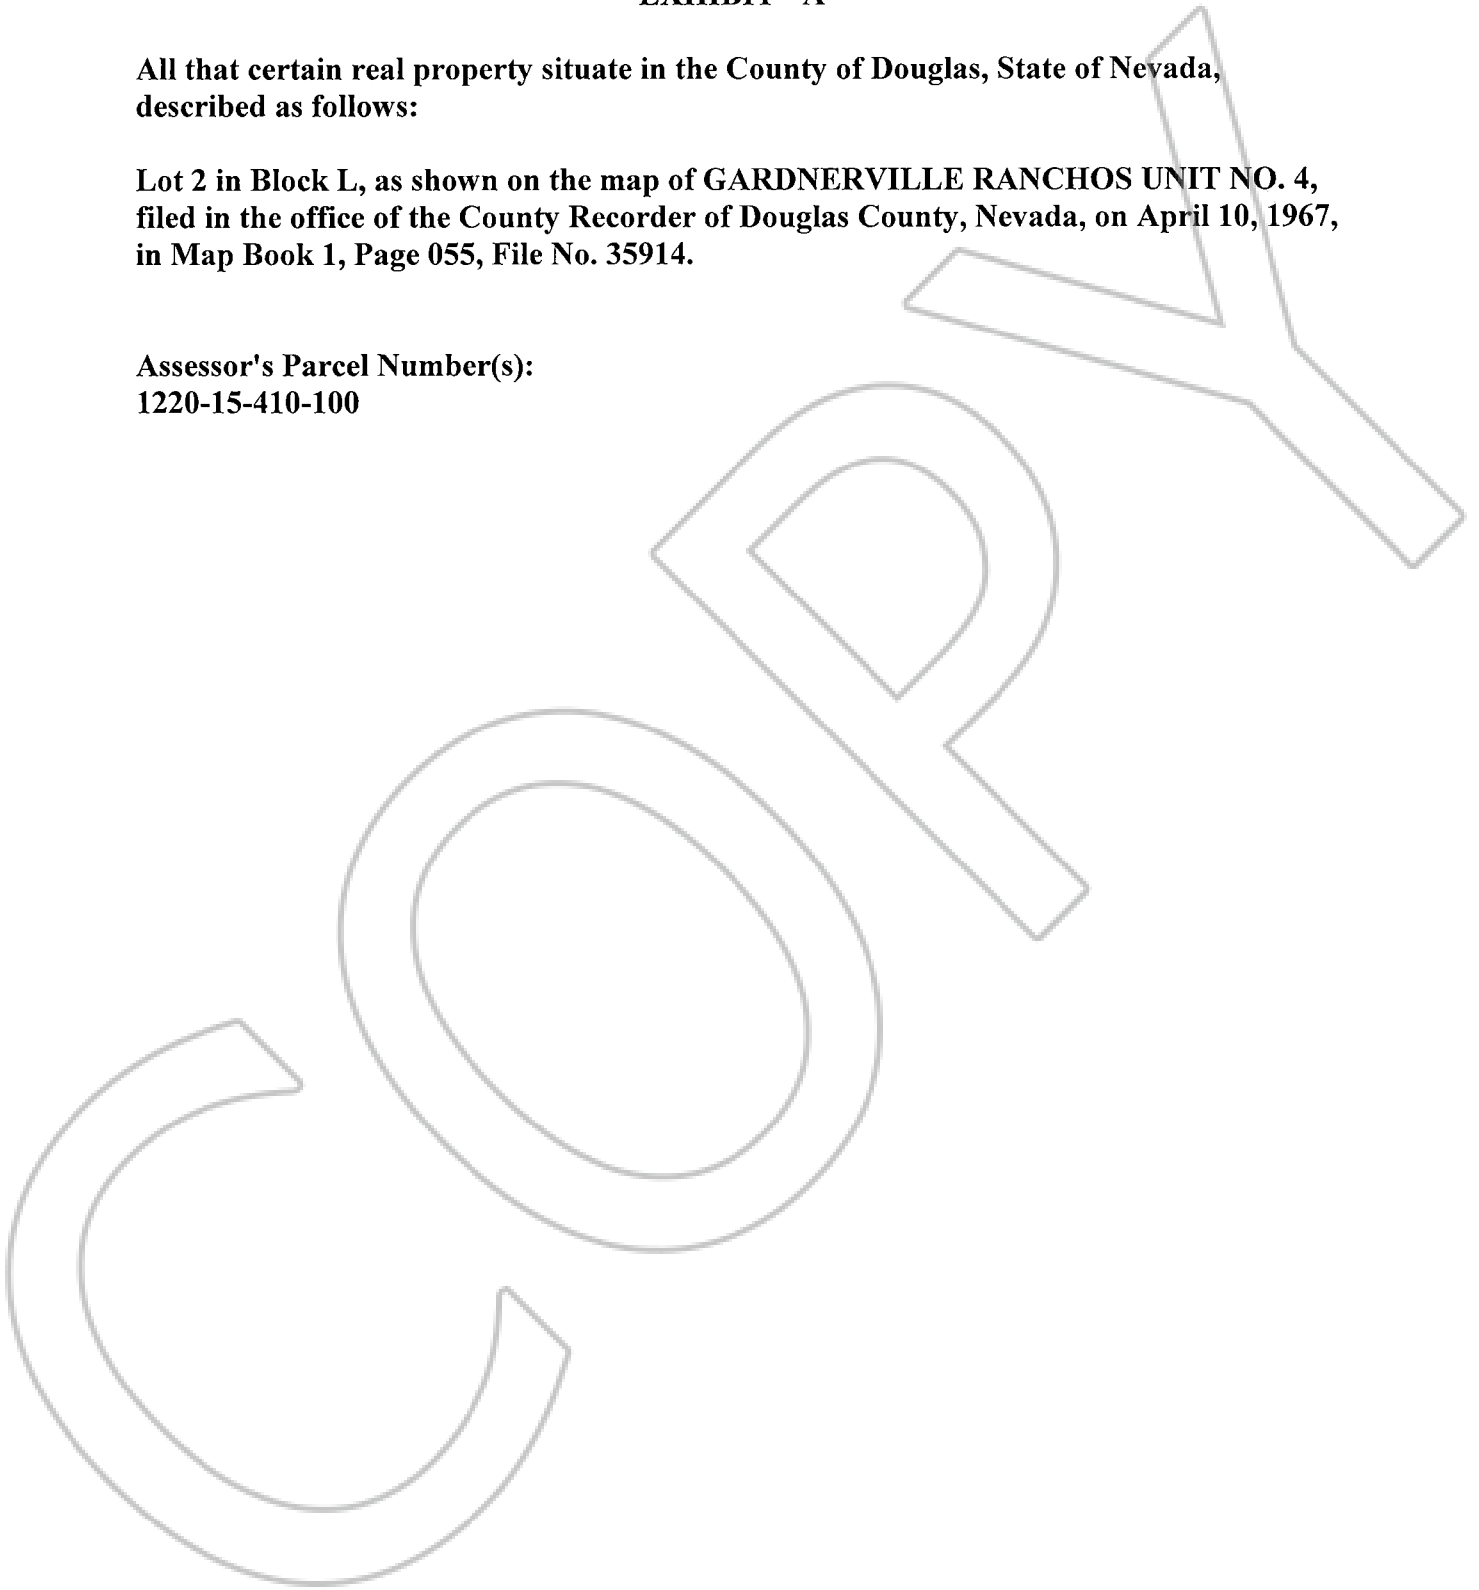 EXHIBIT "A"
All that certain real property situate in the County of Douglas, State of Nevada,
described as follows:
Lot 2 in Block L, as shown on the map of GARDNERVILLE RANCHOS UNIT NO. 4,
filed in the office of the County Recorder of Douglas County, Nevada, on April 10, 1967,
in Map Book 1, Page 055, File No. 35914.
Assessor's Parcel Number(s):
1220-15-410-100
COPY